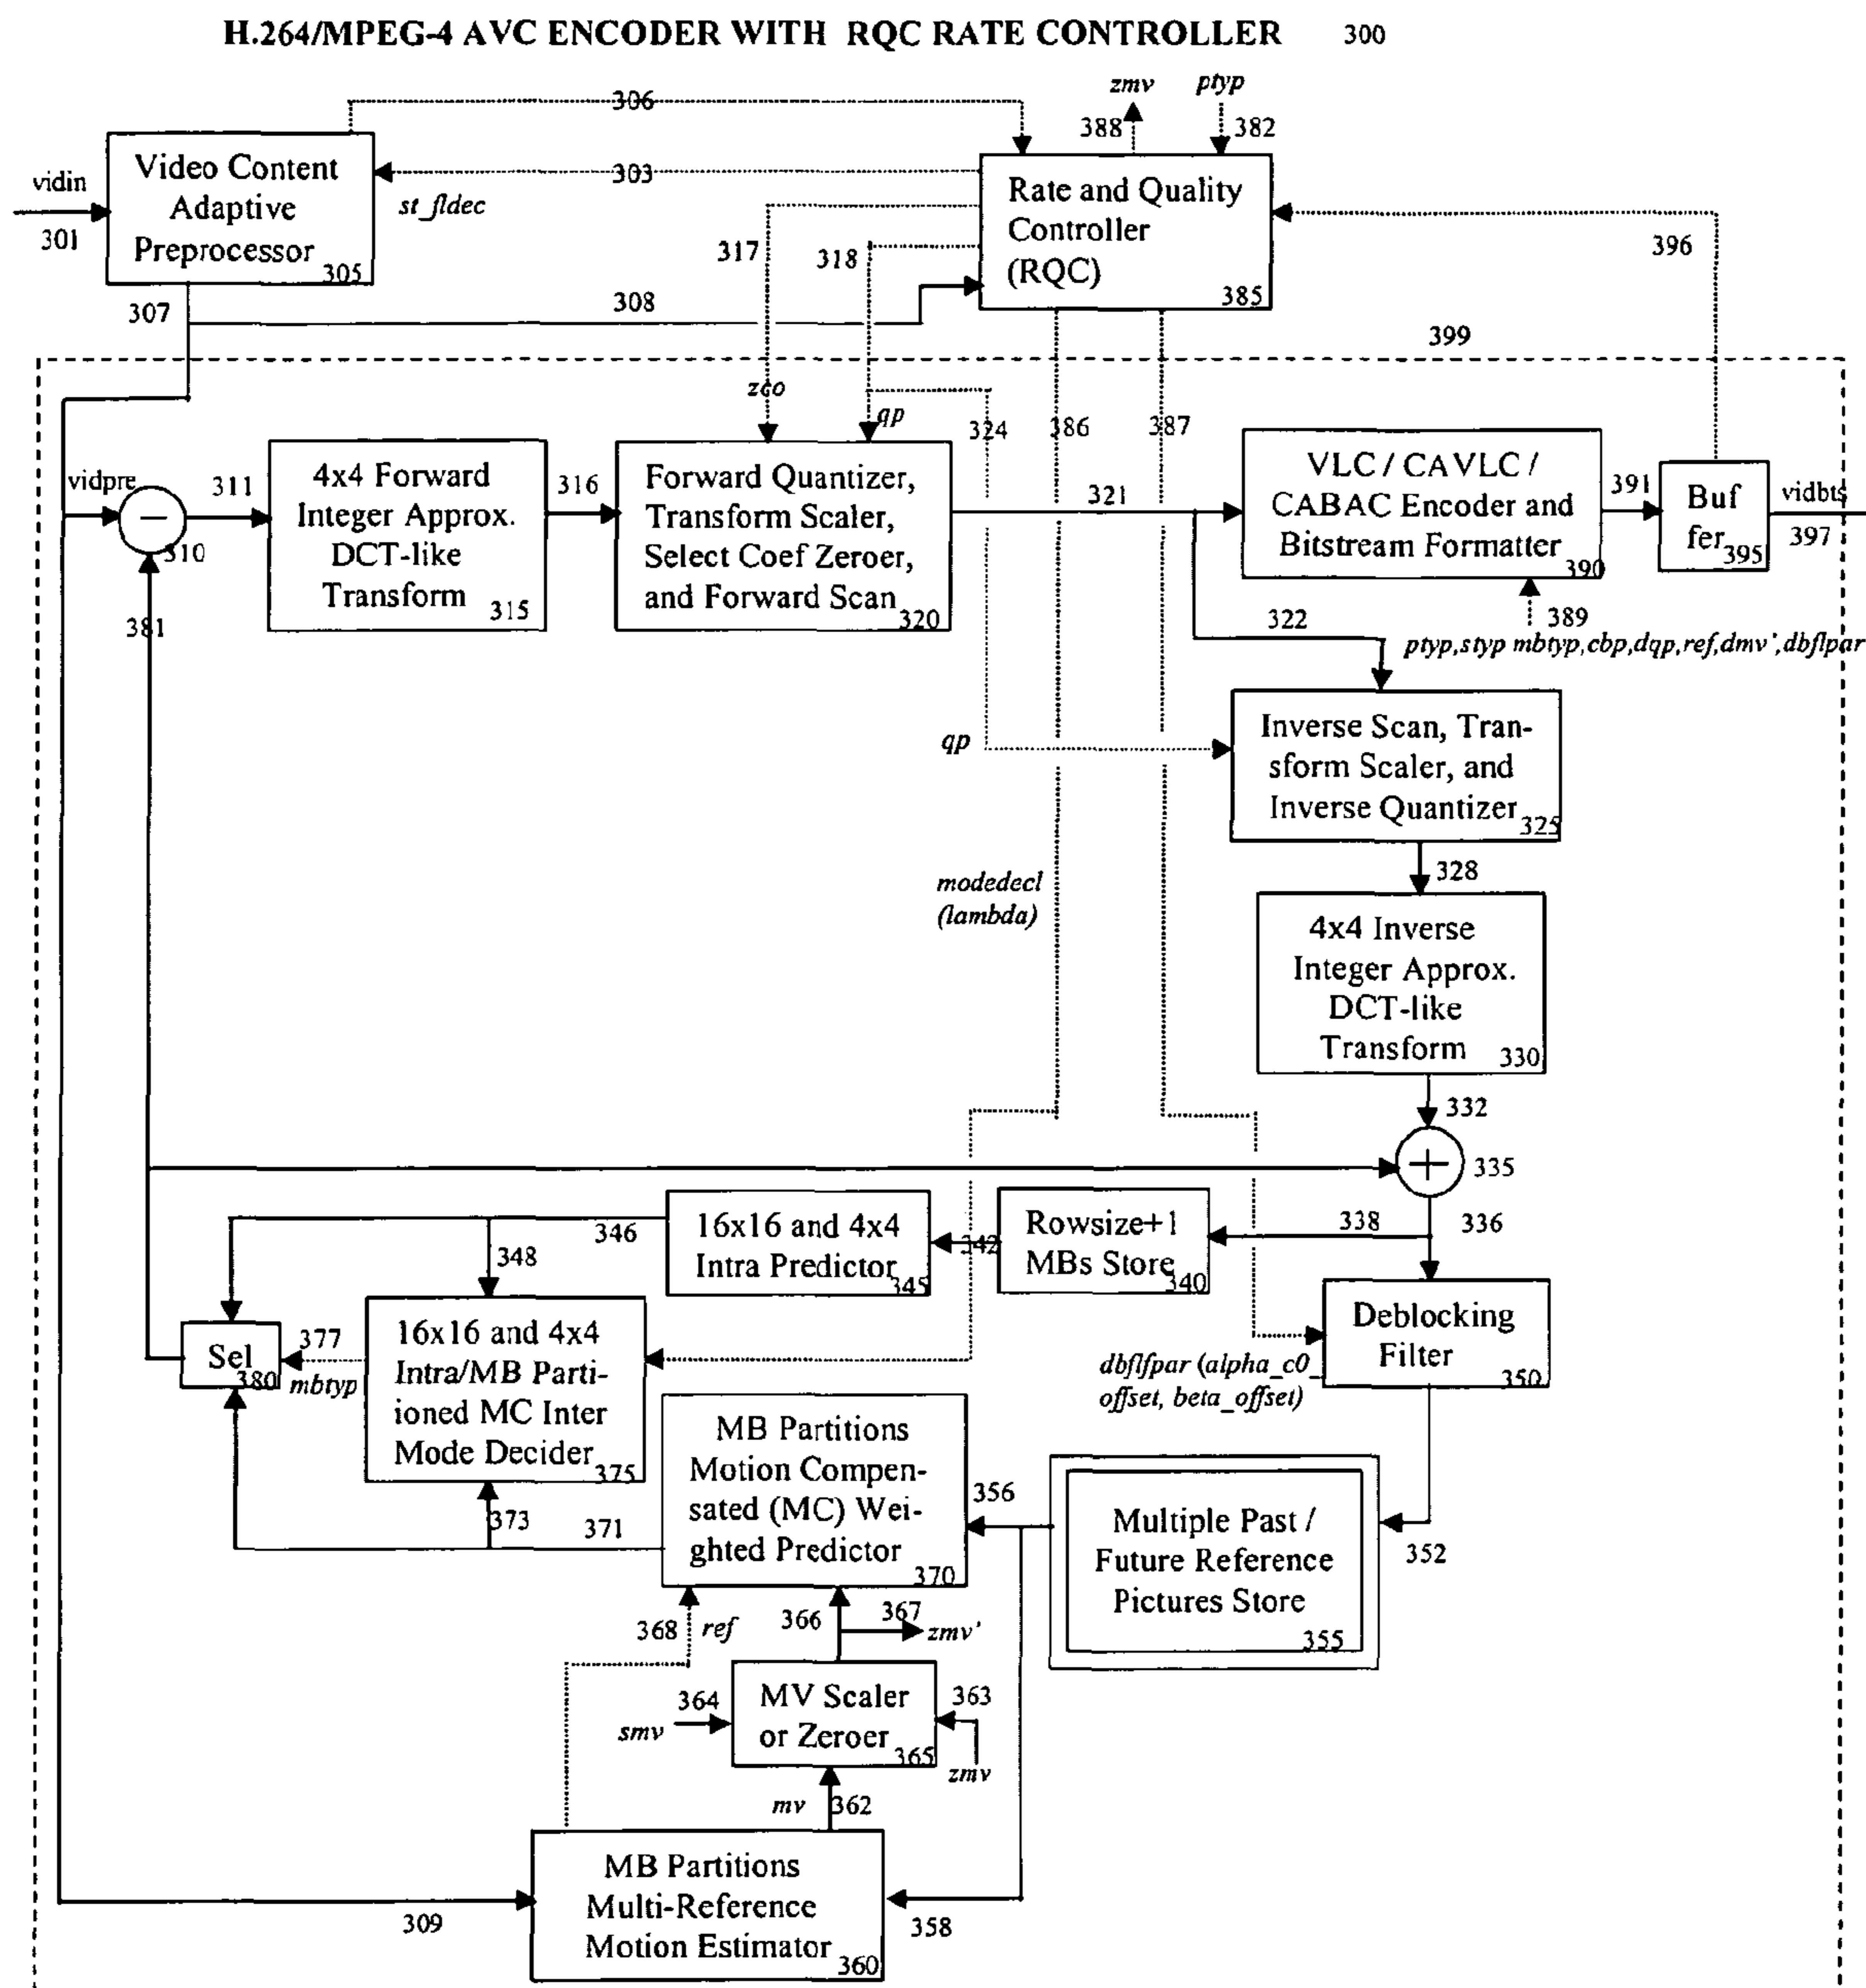 H.264/MPEG-4 AVC ENCODER WITH RQC RATE CONTROLLER 300
306
zmv
ptyp
388
382
Video Content
Adaptive
Preprocessor
305
vidin
301
303
st_fldec
Rate and Quality
Controller
(RQC)
385
317
318
396
307
308
399
zco
qp
324
386
387
vidpre
310
311
4x4 Forward
Integer Approx.
DCT-like
Transform
315
316
Forward Quantizer,
Transform Scaler,
Select Coef Zeroer,
and Forward Scan
320
321
VLC / CAVLC /
CABAC Encoder and
Bitstream Formatter
390
391
Buf
fer
395
vidbts
397
381
322
389
ptyp,styp mbtyp,cbp,dqp,ref,dmv',dbflpar
qp
Inverse Scan, Tran-
sform Scaler, and
Inverse Quantizer
325
328
modedecl
(lambda)
4x4 Inverse
Integer Approx.
DCT-like
Transform
330
332
335
346
348
16x16 and 4x4
Intra Predictor
345
342
Rowsize+1
MBs Store
340
338
336
Sel
380
377
mbtyp
16x16 and 4x4
Intra/MB Parti-
ioned MC Inter
Mode Decider
375
Deblocking
Filter
350
dbflfpar (alpha_c0_
offset, beta_offset)
373
371
MB Partitions
Motion Compen-
sated (MC) Wei-
ghted Predictor
370
356
Multiple Past /
Future Reference
Pictures Store
355
352
368
ref
366
367
zmv'
364
smv
MV Scaler
or Zeroer
365
363
zmv
mv
362
309
MB Partitions
Multi-Reference
Motion Estimator
360
358